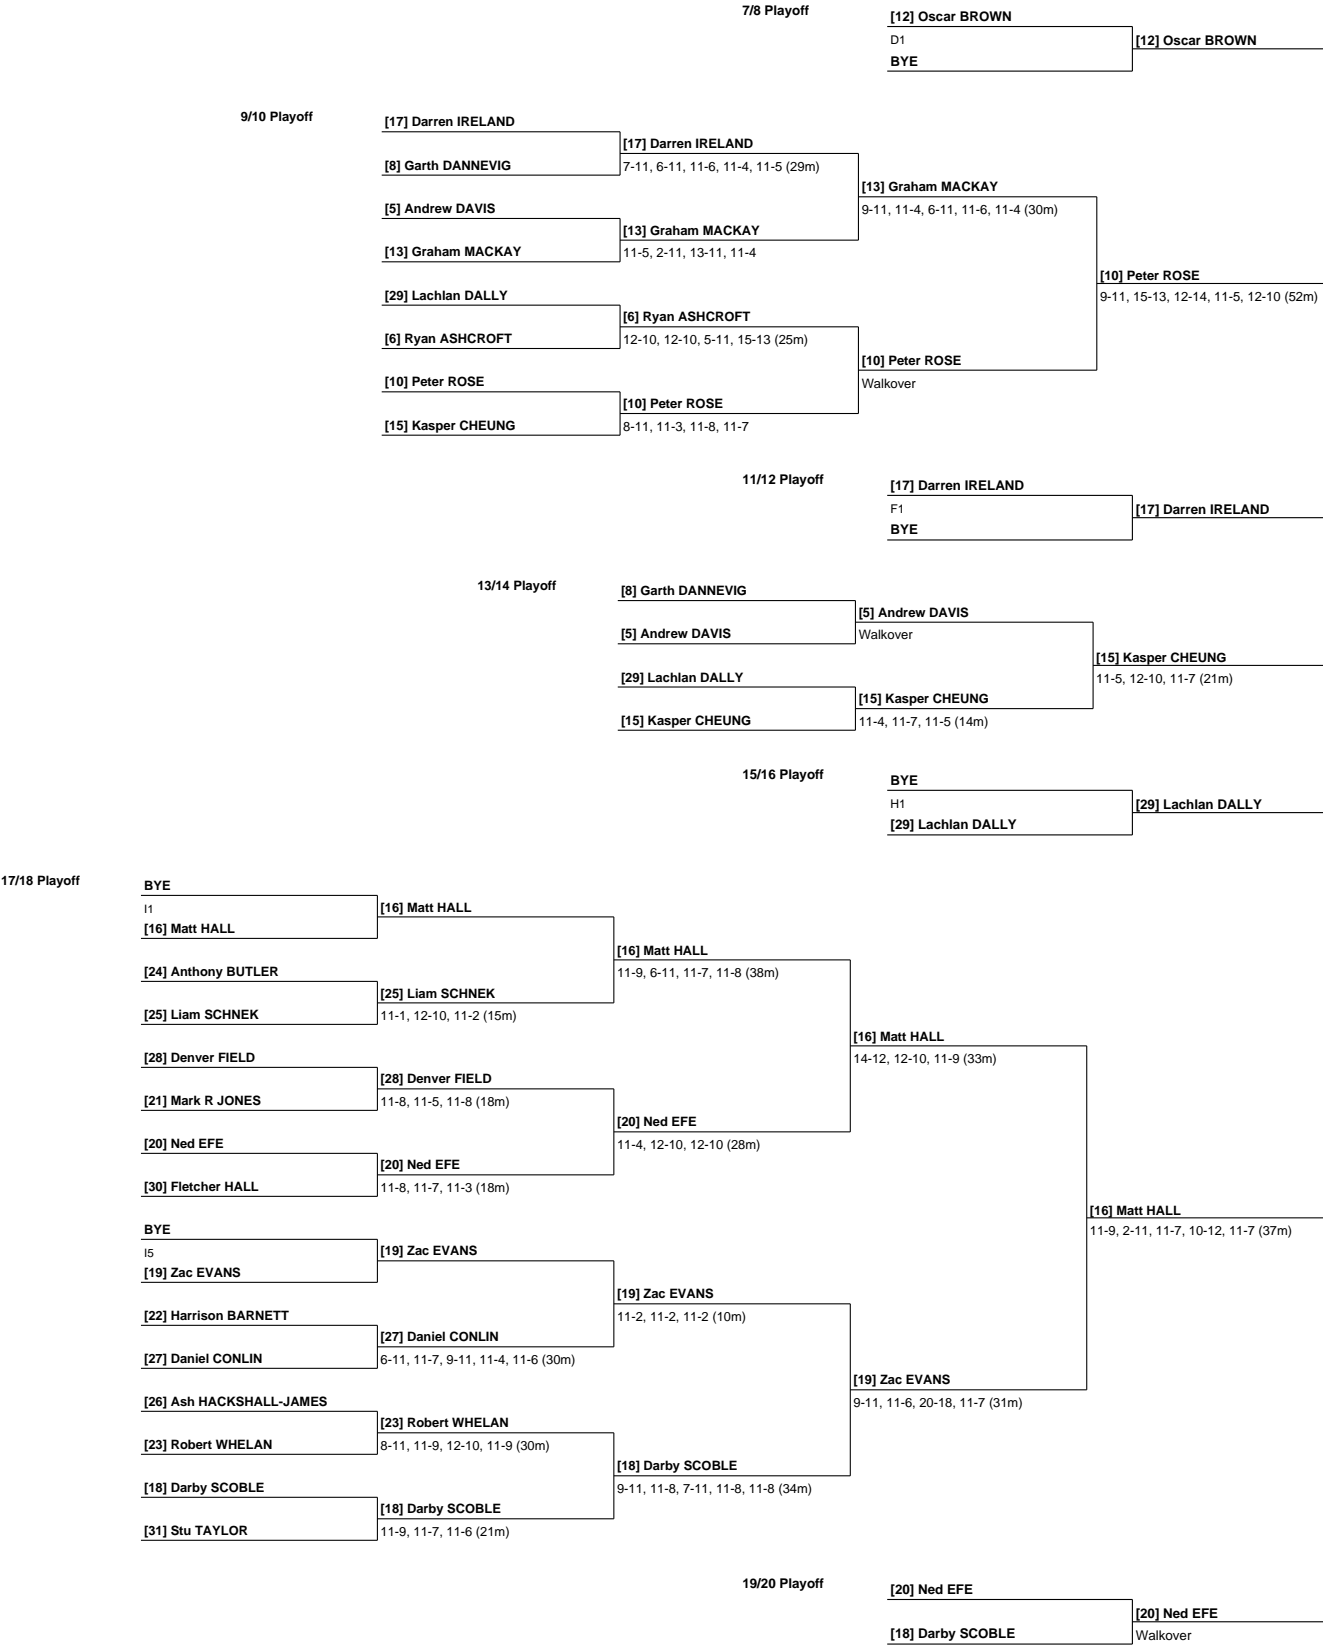 7/8 Playoff
[12] Oscar BROWN
D1
[12] Oscar BROWN
BYE
9/10 Playoff
[17] Darren IRELAND
[17] Darren IRELAND
[8] Garth DANNEVIG
7-11, 6-11, 11-6, 11-4, 11-5 (29m)
[13] Graham MACKAY
[5] Andrew DAVIS
9-11, 11-4, 6-11, 11-6, 11-4 (30m)
[13] Graham MACKAY
[13] Graham MACKAY
11-5, 2-11, 13-11, 11-4
[10] Peter ROSE
[29] Lachlan DALLY
9-11, 15-13, 12-14, 11-5, 12-10 (52m)
[6] Ryan ASHCROFT
[6] Ryan ASHCROFT
12-10, 12-10, 5-11, 15-13 (25m)
[10] Peter ROSE
[10] Peter ROSE
Walkover
[10] Peter ROSE
[15] Kasper CHEUNG
8-11, 11-3, 11-8, 11-7
11/12 Playoff
[17] Darren IRELAND
F1
[17] Darren IRELAND
BYE
13/14 Playoff
[8] Garth DANNEVIG
[5] Andrew DAVIS
[5] Andrew DAVIS
Walkover
[15] Kasper CHEUNG
[29] Lachlan DALLY
11-5, 12-10, 11-7 (21m)
[15] Kasper CHEUNG
[15] Kasper CHEUNG
11-4, 11-7, 11-5 (14m)
15/16 Playoff
BYE
H1
[29] Lachlan DALLY
[29] Lachlan DALLY
17/18 Playoff
BYE
I1
[16] Matt HALL
[16] Matt HALL
[16] Matt HALL
[24] Anthony BUTLER
11-9, 6-11, 11-7, 11-8 (38m)
[25] Liam SCHNEK
[25] Liam SCHNEK
11-1, 12-10, 11-2 (15m)
[16] Matt HALL
[28] Denver FIELD
14-12, 12-10, 11-9 (33m)
[28] Denver FIELD
[21] Mark R JONES
11-8, 11-5, 11-8 (18m)
[20] Ned EFE
[20] Ned EFE
11-4, 12-10, 12-10 (28m)
[20] Ned EFE
[30] Fletcher HALL
11-8, 11-7, 11-3 (18m)
[16] Matt HALL
BYE
11-9, 2-11, 11-7, 10-12, 11-7 (37m)
I5
[19] Zac EVANS
[19] Zac EVANS
[19] Zac EVANS
[22] Harrison BARNETT
11-2, 11-2, 11-2 (10m)
[27] Daniel CONLIN
[27] Daniel CONLIN
6-11, 11-7, 9-11, 11-4, 11-6 (30m)
[19] Zac EVANS
[26] Ash HACKSHALL-JAMES
9-11, 11-6, 20-18, 11-7 (31m)
[23] Robert WHELAN
[23] Robert WHELAN
8-11, 11-9, 12-10, 11-9 (30m)
[18] Darby SCOBLE
[18] Darby SCOBLE
9-11, 11-8, 7-11, 11-8, 11-8 (34m)
[18] Darby SCOBLE
[31] Stu TAYLOR
11-9, 11-7, 11-6 (21m)
19/20 Playoff
[20] Ned EFE
[20] Ned EFE
[18] Darby SCOBLE
Walkover